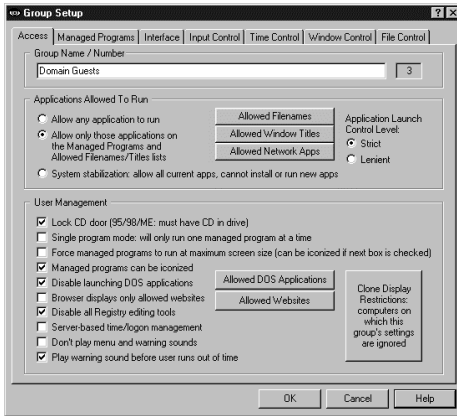 Group Setup
Access
Managed Programs
Interface
Input Control
Time Control
Window Control
File Control
Group Name / Number
Domain Guests
3
Applications Allowed To Run
Allow any application to run
Allow only those applications on
the Managed Programs and
Allowed Filenames/Titles lists
System stabilization: allow all current apps, cannot install or run new apps
Allowed Filenames
Allowed Window Titles
Allowed Network Apps
Application Launch
Control Level:
Strict
Lenient
User Management
Lock CD door (95/98/ME: must have CD in drive)
Single program mode: will only run one managed program at a time
Force managed programs to run at maximum screen size (can be iconized if next box is checked)
Managed programs can be iconized
Disable launching DOS applications
Browser displays only allowed websites
Disable all Registry editing tools
Server-based time/logon management
Don't play menu and warning sounds
Play warning sound before user runs out of time
Allowed DOS Applications
Allowed Websites
Clone Display
Restrictions:
computers on
which this
group's settings
are ignored
OK
Cancel
Help